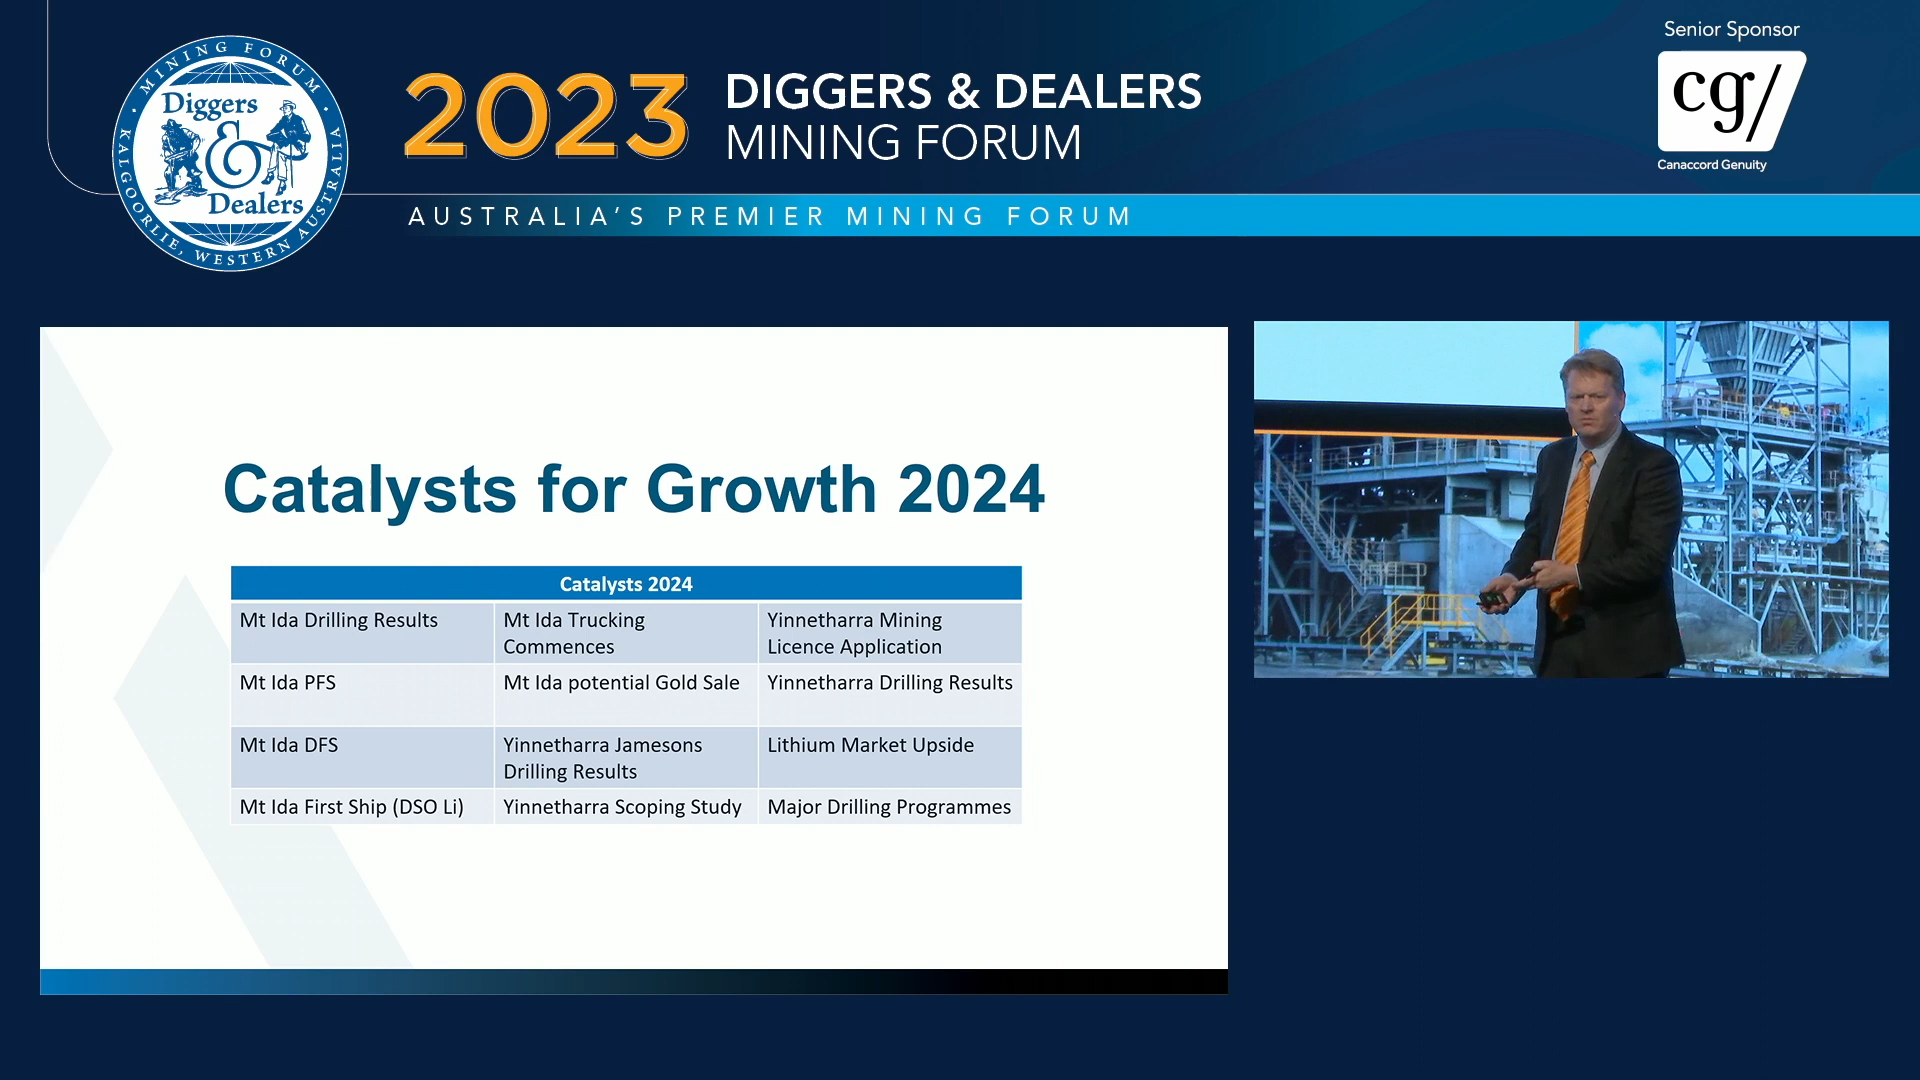 MINING FORUM
Diggers
&
Dealers
KALGOORLIE, WESTERN AUSTRALIA
2023
DIGGERS & DEALERS
MINING FORUM
AUSTRALIA'S PREMIER MINING FORUM
Senior Sponsor
cg/
Canaccord Genuity
Catalysts for Growth 2024
Catalysts 2024
Mt Ida Drilling Results
Mt Ida Trucking
Commences
Yinnetharra Mining
Licence Application
Mt Ida PFS
Mt Ida potential Gold Sale
Yinnetharra Drilling Results
Mt Ida DFS
Yinnetharra Jamesons
Drilling Results
Lithium Market Upside
Mt Ida First Ship (DSO Li)
Yinnetharra Scoping Study
Major Drilling Programmes